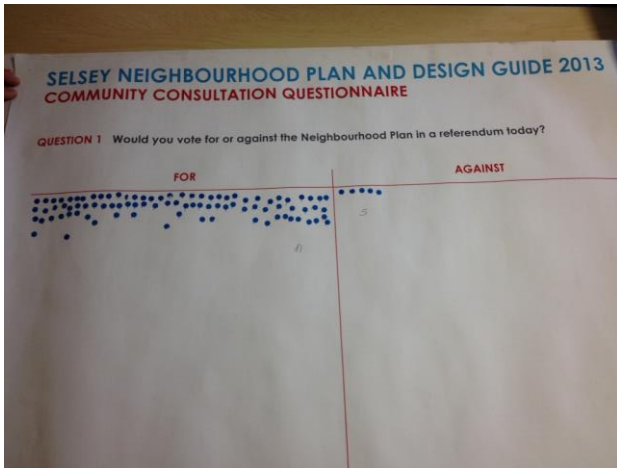 SELSEY NEIGHBOURHOOD PLAN AND DESIGN GUIDE 2013
COMMUNITY CONSULTATION QUESTIONNAIRE
QUESTION 1 Would you vote for or against the Neighbourhood Plan in a referendum today?
FOR AGAINST
5